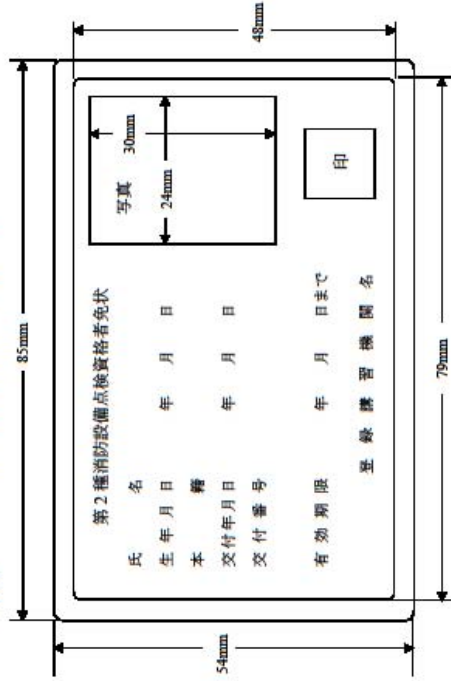 85mm
54mm
第2種消防設備点検資格者免状
氏名
生年月日 年 月 日
本籍
交付年月日 年 月 日
交付番号
有効期限 年 月 日まで
登録講習機関名
写真
30mm
24mm
印
48mm
79mm